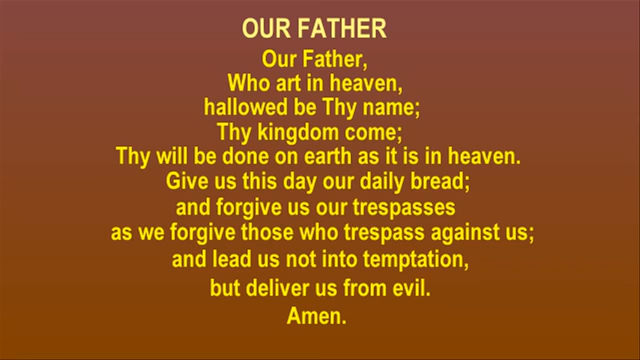 OUR FATHER
Our Father,
Who art in heaven,
hallowed be Thy name;
Thy kingdom come;
Thy will be done on earth as it is in heaven.
Give us this day our daily bread;
and forgive us our trespasses
as we forgive those who trespass against us;
and lead us not into temptation,
but deliver us from evil.
Amen.